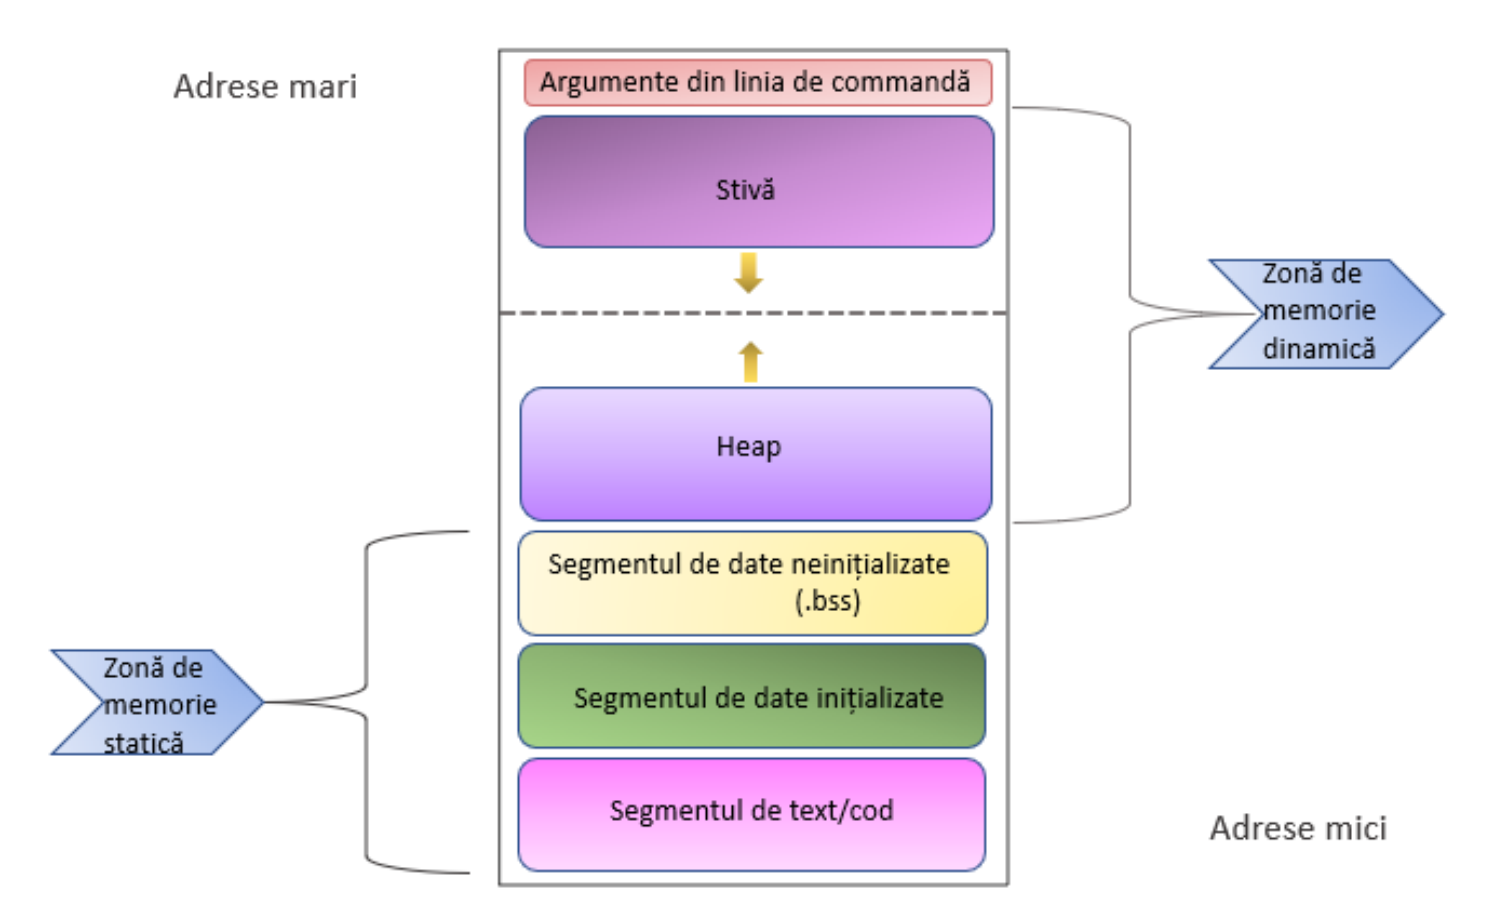 Adrese mari
Argumente din linia de commandă
Stivă
Zonă de
memorie
dinamică
Heap
Segmentul de date neinițializate
(.bss)
Zonă de
memorie
statică
Segmentul de date inițializate
Segmentul de text/cod
Adrese mici